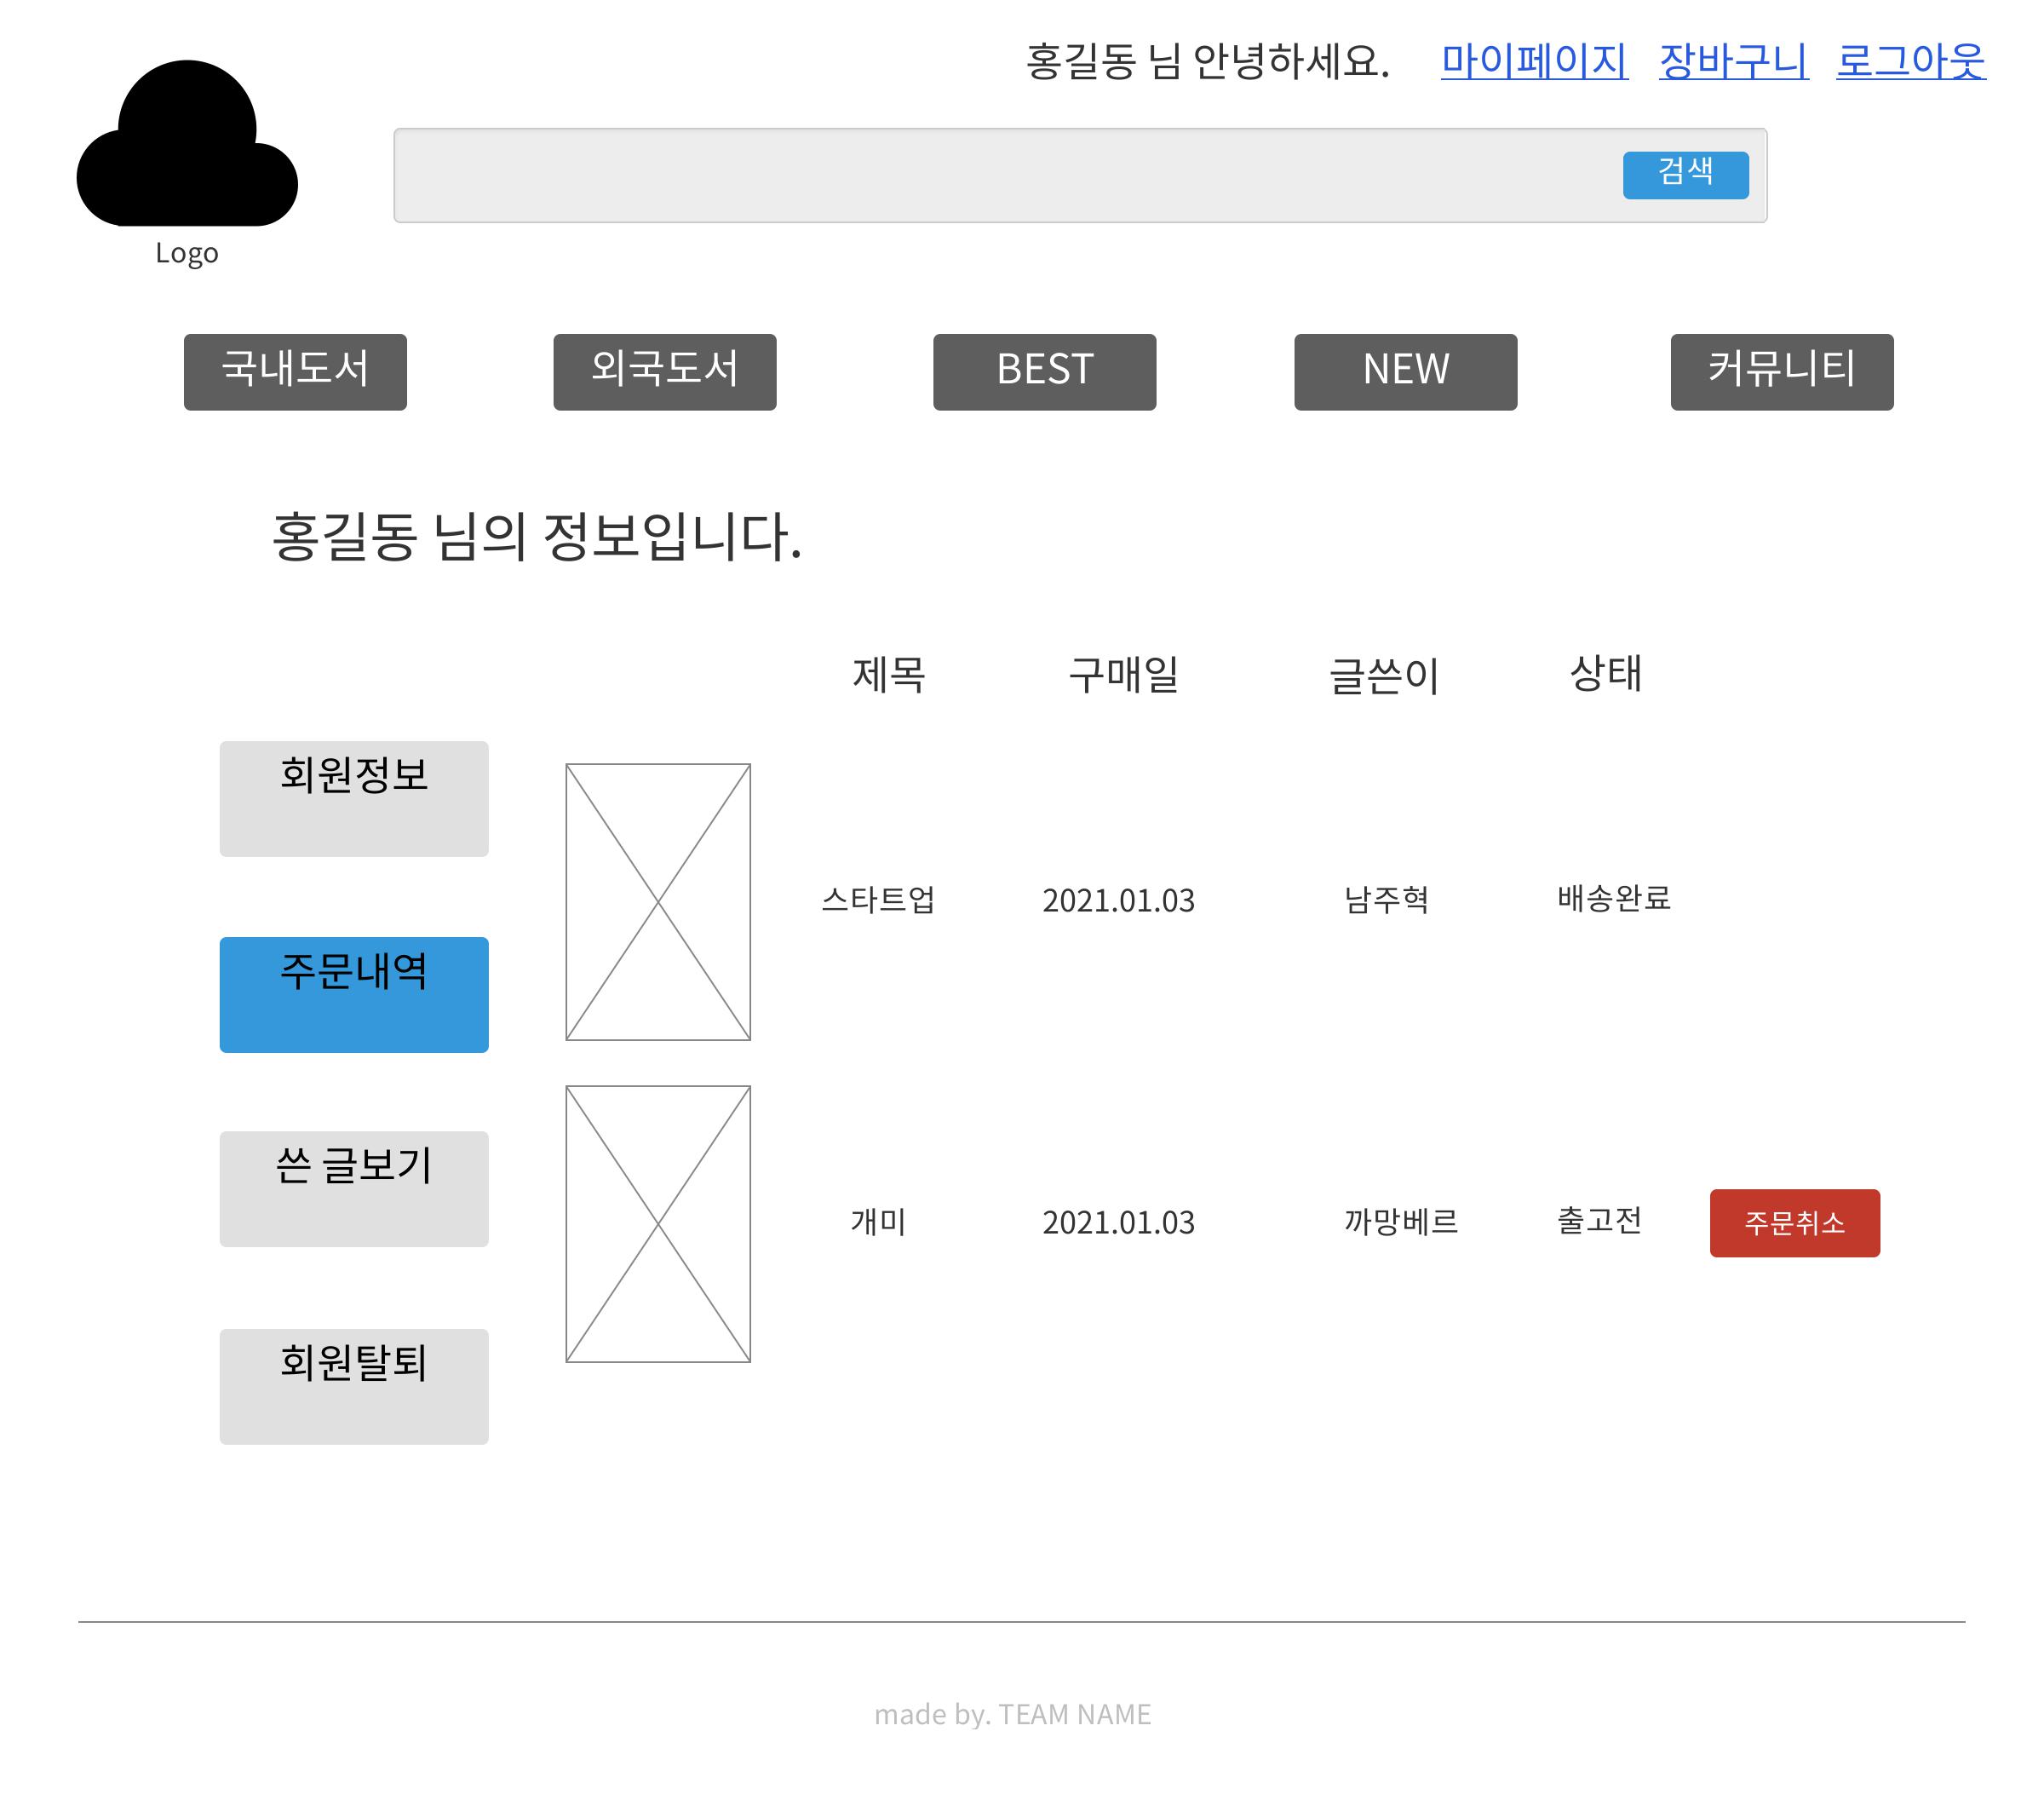 홍길동 님 안녕하세요. 마이페이지 장바구니 로그아웃
검색
Logo
국내도서 외국도서 BEST NEW 커뮤니티
홍길동 님의 정보입니다.
제목 구매일 글쓴이 상태
회원정보
스타트업 2021.01.03 남주혁 배송완료
주문내역
쓴 글보기
개미 2021.01.03 까망베르 출고전 주문취소
회원탈퇴
made by. TEAM NAME